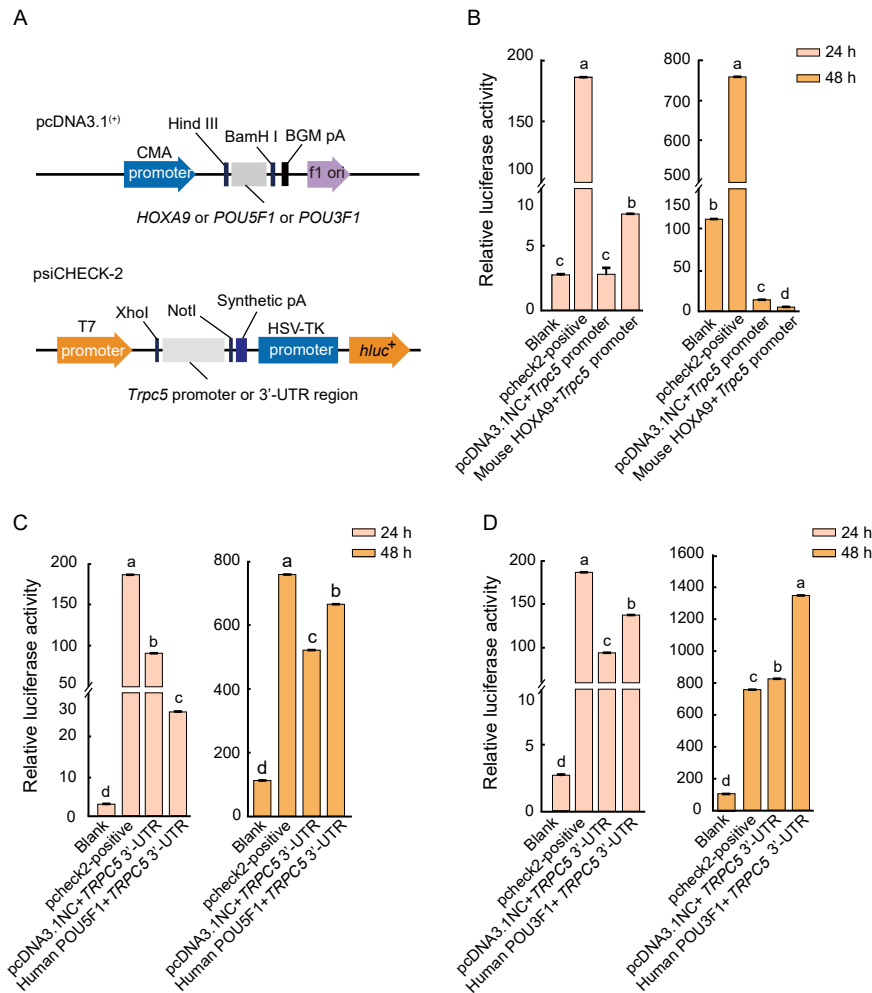 A
pcDNA3.1(+)
Hind III
BamH I
BGM pA
CMA
promoter
f1 ori
HOXA9 or POU5F1 or POU3F1
psiCHECK-2
XhoI
NotI
Synthetic pA
T7
promoter
HSV-TK
promoter
hluc+
Trpc5 promoter or 3'-UTR region
B
24 h
48 h
Relative luciferase activity
200
150
100
10
5
0
c
a
c
b
Blank
pcheck2-positive
pcDNA3.1NC+Trpc5 promoter
Mouse HOXA9+Trpc5 promoter
800
700
600
500
150
100
50
0
b
a
c
d
Blank
pcheck2-positive
pcDNA3.1NC+Trpc5 promoter
Mouse HOXA9+Trpc5 promoter
C
24 h
48 h
Relative luciferase activity
200
150
100
50
30
20
10
0
d
a
b
c
Blank
pcheck2-positive
pcDNA3.1NC+TRPC5 3'-UTR
Human POU5F1+TRPC5 3'-UTR
800
600
400
200
0
d
a
c
b
Blank
pcheck2-positive
pcDNA3.1NC+TRPC5 3'-UTR
Human POU5F1+TRPC5 3'-UTR
D
24 h
48 h
Relative luciferase activity
200
150
100
50
10
5
0
d
a
c
b
Blank
pcheck2-positive
pcDNA3.1NC+TRPC5 3'-UTR
Human POU3F1+ TRPC5 3'-UTR
1600
1400
1200
1000
800
600
400
200
0
d
c
b
a
Blank
pcheck2-positive
pcDNA3.1NC+ TRPC5 3'-UTR
Human POU3F1+ TRPC5 3'-UTR